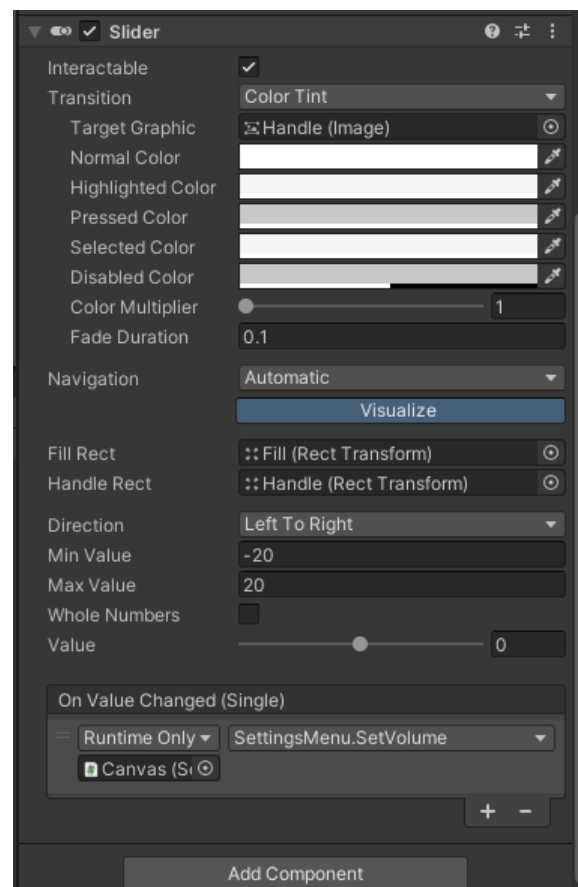 Slider
Interactable
Transition Color Tint
Target Graphic Handle (Image)
Normal Color
Highlighted Color
Pressed Color
Selected Color
Disabled Color
Color Multiplier 1
Fade Duration 0.1
Navigation Automatic
Visualize
Fill Rect Fill (Rect Transform)
Handle Rect Handle (Rect Transform)
Direction Left To Right
Min Value -20
Max Value 20
Whole Numbers
Value 0
On Value Changed (Single)
Runtime Only SettingsMenu.SetVolume
Canvas (Se
+ −
Add Component